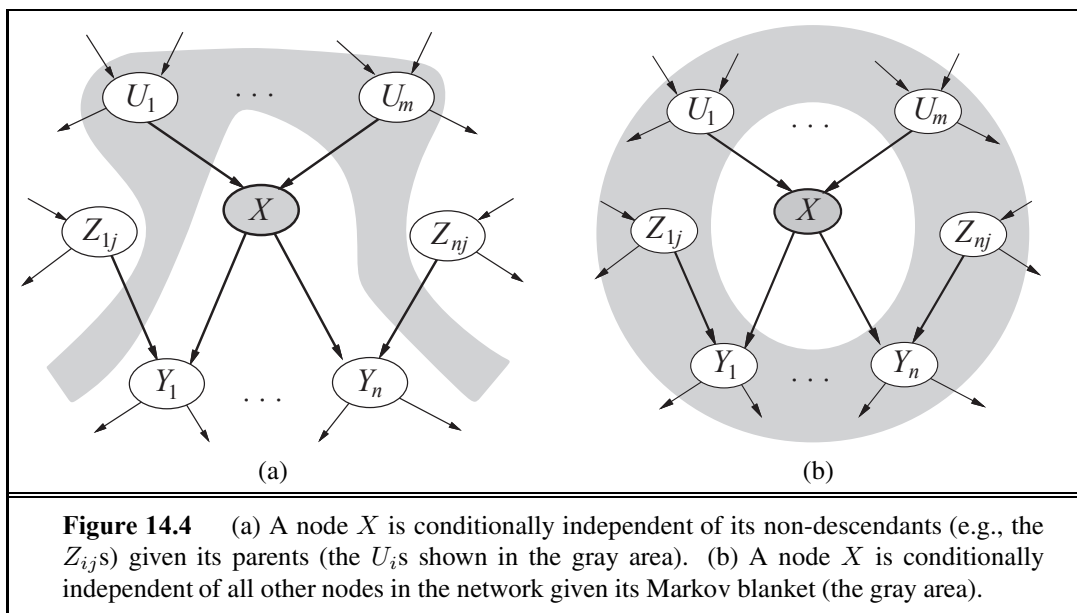 U1 . . . Um
X
Z1j Znj
Y1 . . . Yn
(a)
U1 . . . Um
X
Z1j Znj
Y1 . . . Yn
(b)
Figure 14.4 (a) A node X is conditionally independent of its non-descendants (e.g., the
Zijs) given its parents (the Uis shown in the gray area). (b) A node X is conditionally
independent of all other nodes in the network given its Markov blanket (the gray area).